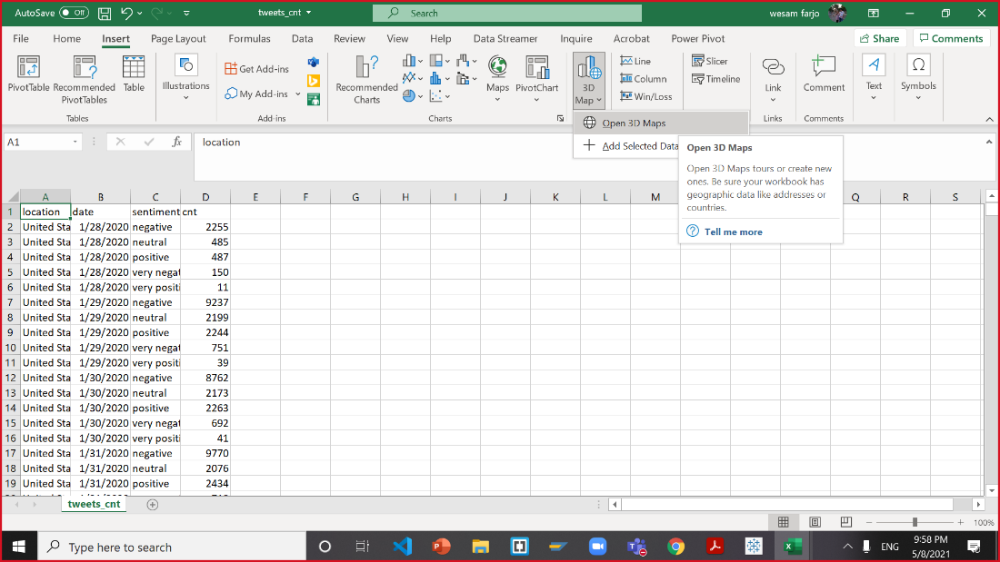 AutoSave Off tweets_cnt Search wesam farjo
File Home Insert Page Layout Formulas Data Review View Help Data Streamer Inquire Acrobat Power Pivot Share Comments
PivotTable Recommended PivotTables Table
Tables
Illustrations
Get Add-ins
My Add-ins
Add-ins
Recommended Charts
Maps PivotChart
Charts
3D Map
Line
Column
Win/Loss
Slicer
Timeline
Link
Links
Comment
Comments
Text
Symbols
Open 3D Maps
Add Selected Data
Open 3D Maps
Open 3D Maps tours or create new
ones. Be sure your workbook has
geographic data like addresses or
countries.
Tell me more
A1 fx location
A B C D E F G H I J K L M Q R S
1 location date sentiment cnt
2 United Sta 1/28/2020 negative 2255
3 United Sta 1/28/2020 neutral 485
4 United Sta 1/28/2020 positive 487
5 United Sta 1/28/2020 very negat 150
6 United Sta 1/28/2020 very positi 11
7 United Sta 1/29/2020 negative 9237
8 United Sta 1/29/2020 neutral 2199
9 United Sta 1/29/2020 positive 2244
10 United Sta 1/29/2020 very negat 751
11 United Sta 1/29/2020 very positi 39
12 United Sta 1/30/2020 negative 8762
13 United Sta 1/30/2020 neutral 2173
14 United Sta 1/30/2020 positive 2263
15 United Sta 1/30/2020 very negat 692
16 United Sta 1/30/2020 very positi 41
17 United Sta 1/31/2020 negative 9770
18 United Sta 1/31/2020 neutral 2076
19 United Sta 1/31/2020 positive 2434
tweets_cnt
100%
Type here to search
ENG
9:58 PM
5/8/2021